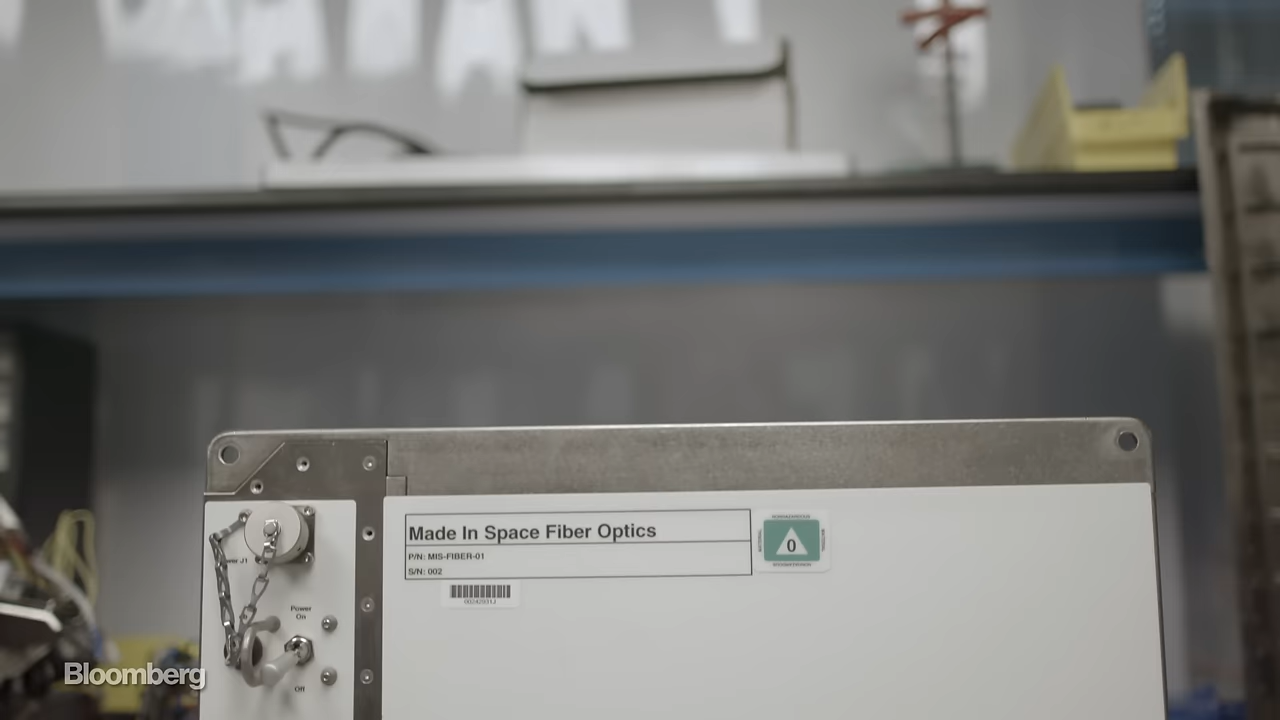 Made In Space Fiber Optics
P/N: MIS-FIBER-01
S/N: 002
0
Power
On
Off
Bloomberg